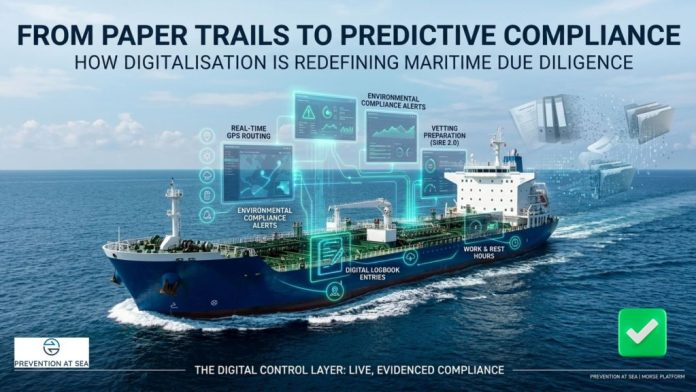 FROM PAPER TRAILS TO PREDICTIVE COMPLIANCE
HOW DIGITALISATION IS REDEFINING MARITIME DUE DILIGENCE
ENVIRONMENTAL
COMPLIANCE ALERTS
REAL-TIME
GPS ROUTING
VETTING
PREPARATION
(SIRE 2.0)
ENVIRONMENTAL
COMPLIANCE ALERTS
DIGITAL LOGBOOK
ENTRIES
WORK & REST
HOURS
PREVENTION AT SEA
THE DIGITAL CONTROL LAYER: LIVE, EVIDENCED COMPLIANCE
PREVENTION AT SEA | MORSE PLATFORM